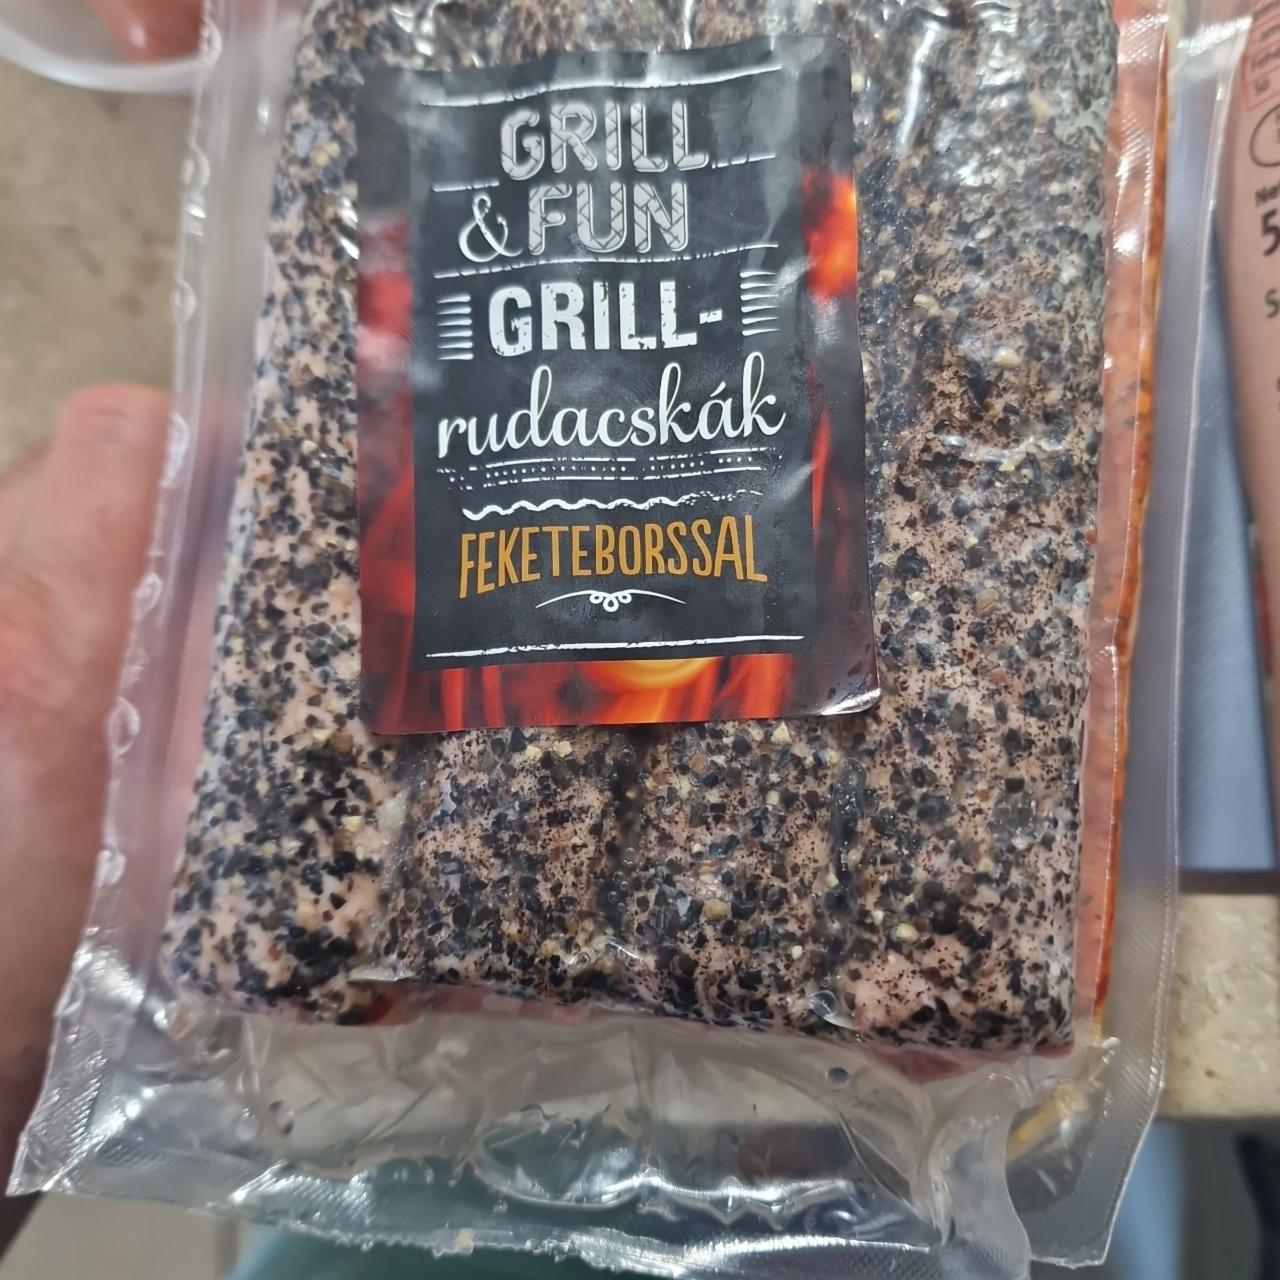 GRILL
& FUN
GRILL-
rudacskák
FEKETEBORSSAL